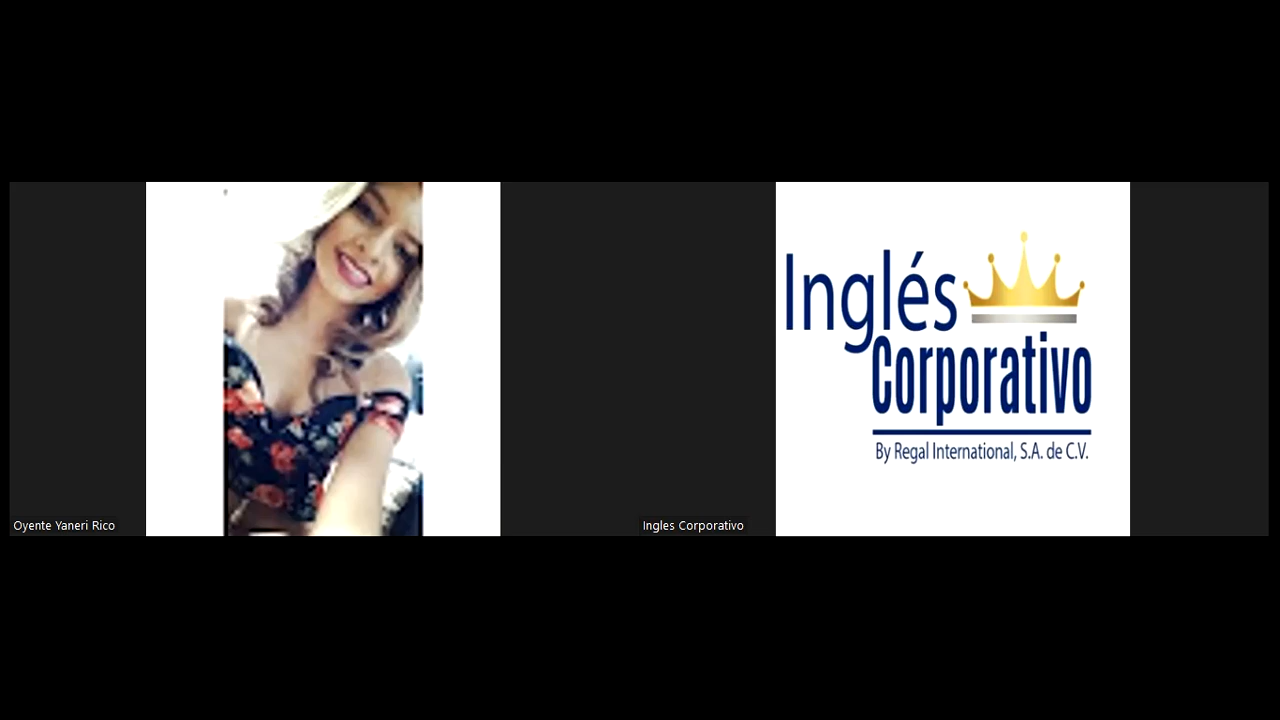 Inglés
Corporativo
By Regal International, S.A. de C.V.
Oyente Yaneri Rico
Ingles Corporativo